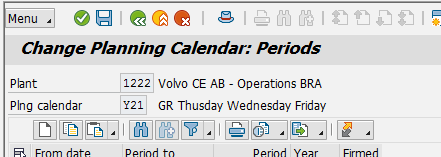 Menu
Change Planning Calendar: Periods
Plant 1222 Volvo CE AB - Operations BRA
Plng calendar Y21 GR Thusday Wednesday Friday
From date Period to Period Year Firmed